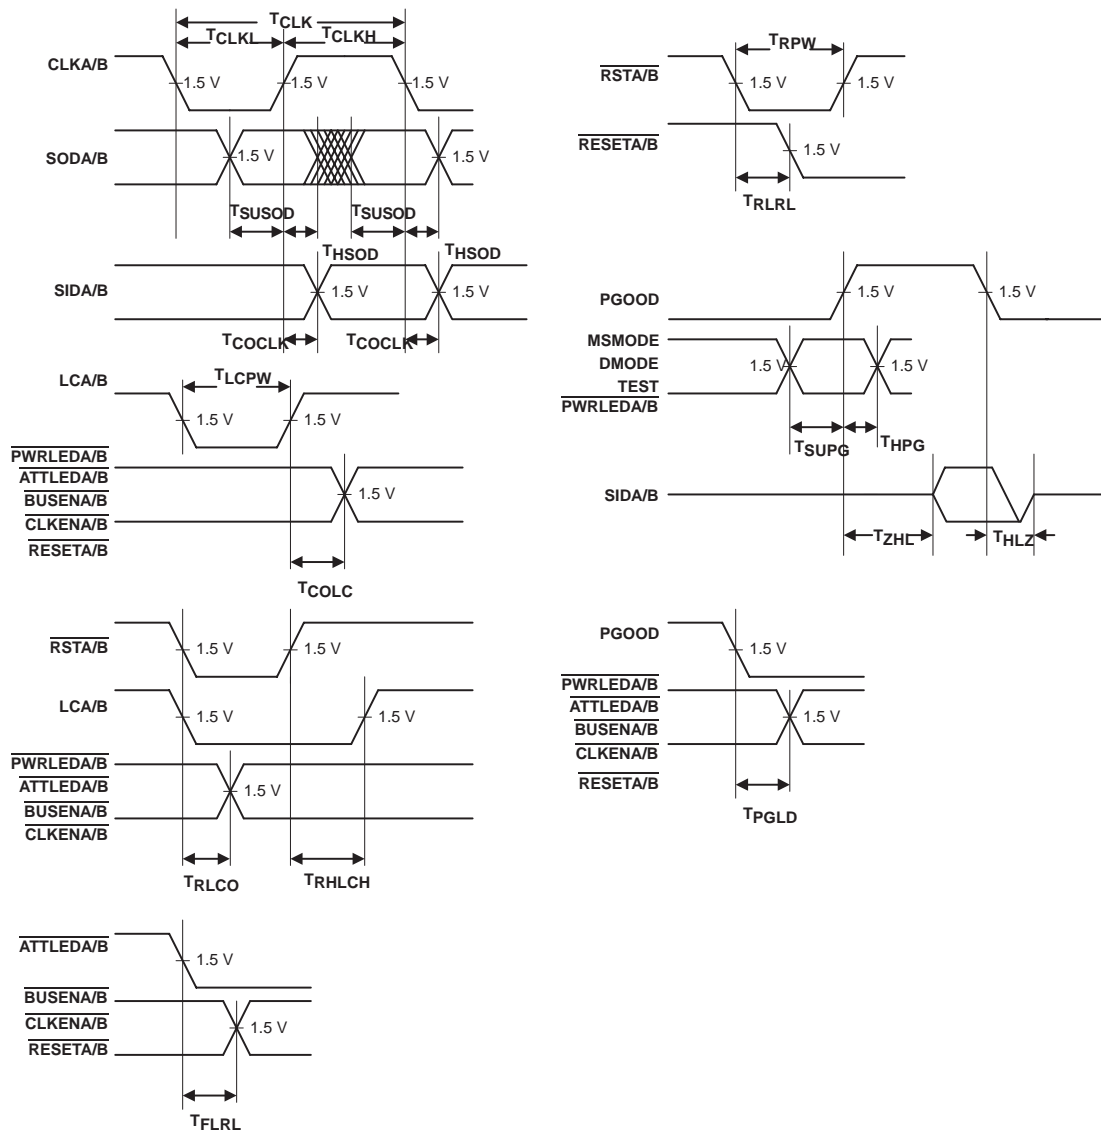 TCLK
TCLKL TCLKH
CLKA/B 1.5 V 1.5 V 1.5 V
SODA/B 1.5 V 1.5 V
TSUSOD TSUSOD
THSOD THSOD
SIDA/B 1.5 V 1.5 V
TCOCLK TCOCLK
LCA/B TLCPW
1.5 V 1.5 V
PWRLEDA/B
ATTLEDA/B
BUSENA/B
CLKENA/B
RESETA/B
1.5 V
TCOLC
RSTA/B 1.5 V 1.5 V
LCA/B 1.5 V 1.5 V
PWRLEDA/B
ATTLEDA/B
BUSENA/B
CLKENA/B
1.5 V
TRLCO TRHLCH
ATTLEDA/B 1.5 V
BUSENA/B
CLKENA/B
RESETA/B
1.5 V
TFLRL
TRPW
RSTA/B 1.5 V 1.5 V
RESETA/B 1.5 V
TRLRL
PGOOD 1.5 V 1.5 V
MSMODE
DMODE
TEST
PWRLEDA/B
1.5 V 1.5 V
TSUPG THPG
SIDA/B
TZHL THLZ
PGOOD 1.5 V
PWRLEDA/B
ATTLEDA/B
BUSENA/B
CLKENA/B
RESETA/B
1.5 V
TPGLD